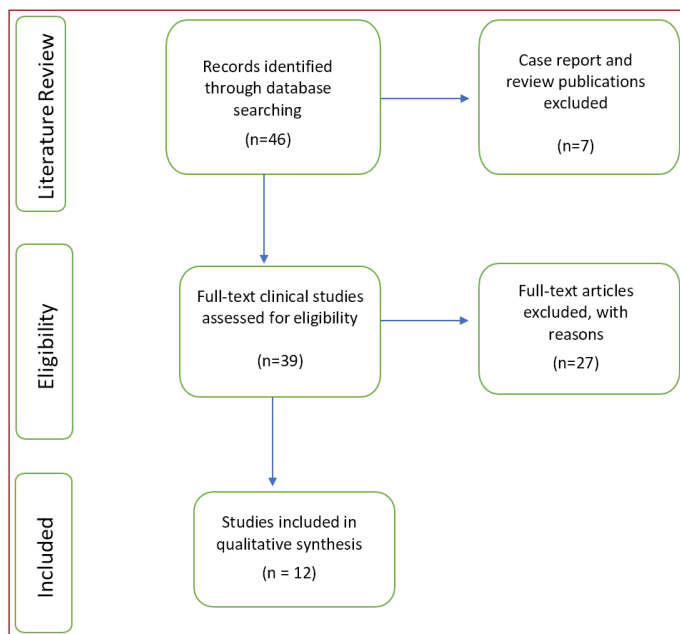 Literature Review
Records identified
through database
searching
(n=46)
Case report and
review publications
excluded
(n=7)
Eligibility
Full-text clinical studies
assessed for eligibility
(n=39)
Full-text articles
excluded, with
reasons
(n=27)
Included
Studies included in
qualitative synthesis
(n = 12)